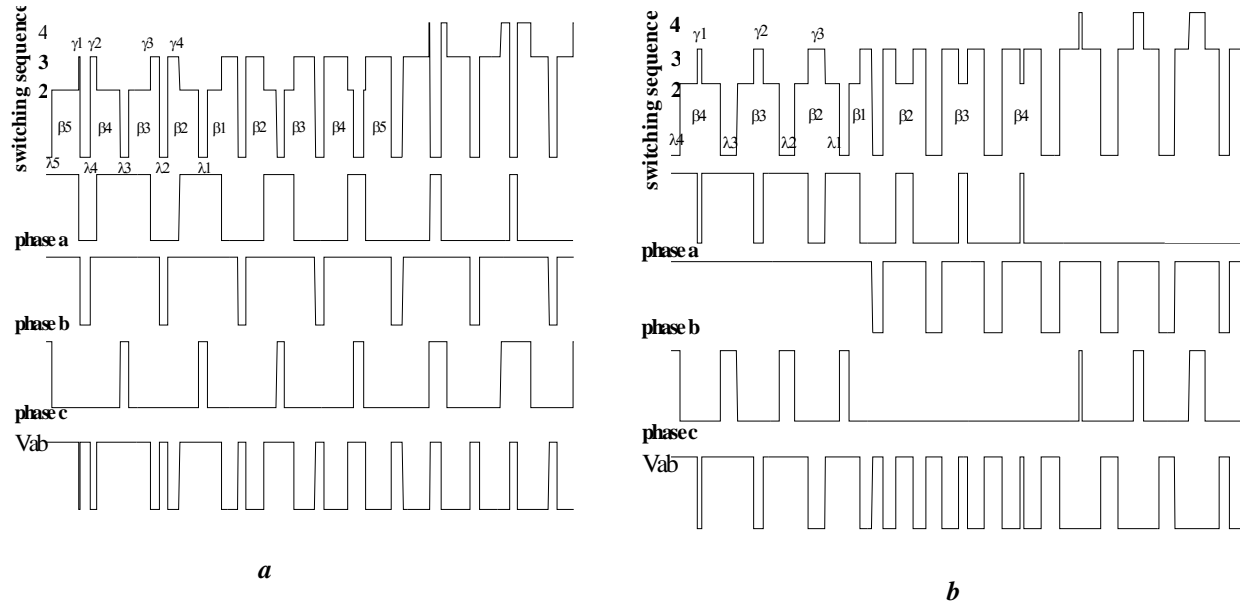 switching sequence
4
3
2
γ1 γ2 γ3 γ4
β5 β4 β3 β2 β1 β2 β3 β4 β5
λ5 λ4 λ3 λ2 λ1
phase a
phase b
phase c
Vab
a
switching sequence
4
3
2
γ1 γ2 γ3
β4 β3 β2 β1 β2 β3 β4
λ4 λ3 λ2 λ1
phase a
phase b
phase c
Vab
b